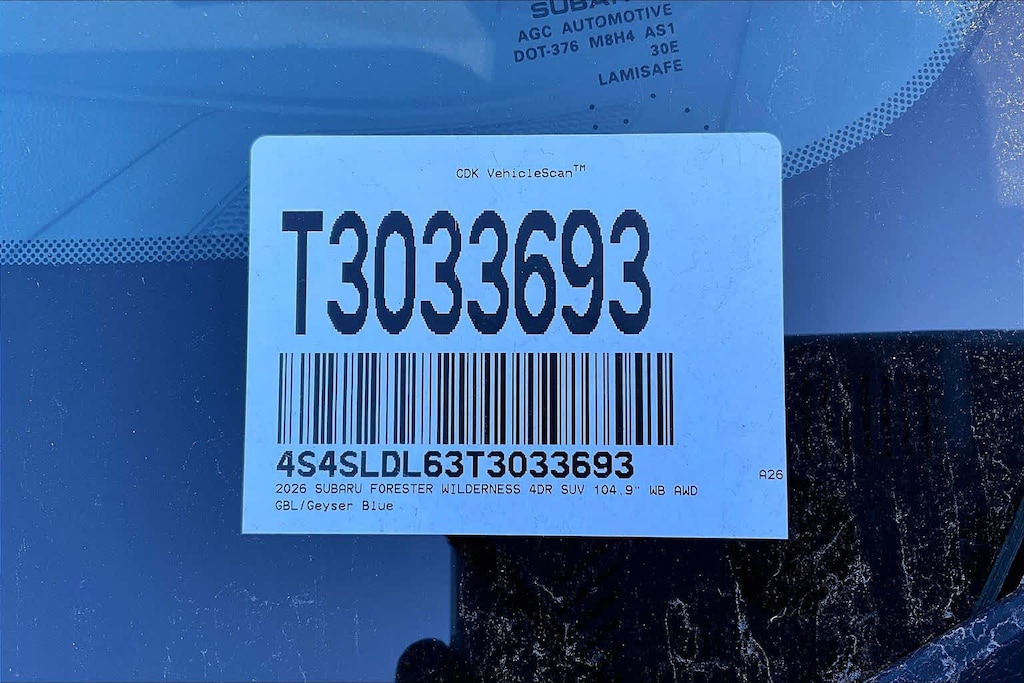 AGC AUTOMOTIVE
DOT-376 M8H4 AS1
30E
LAMISAFE
CDK VehicleScan™
T3033693
4S4SLDL63T3033693
A26
2026 SUBARU FORESTER WILDERNESS 4DR SUV 104.9" WB AWD
GBL/Geyser Blue